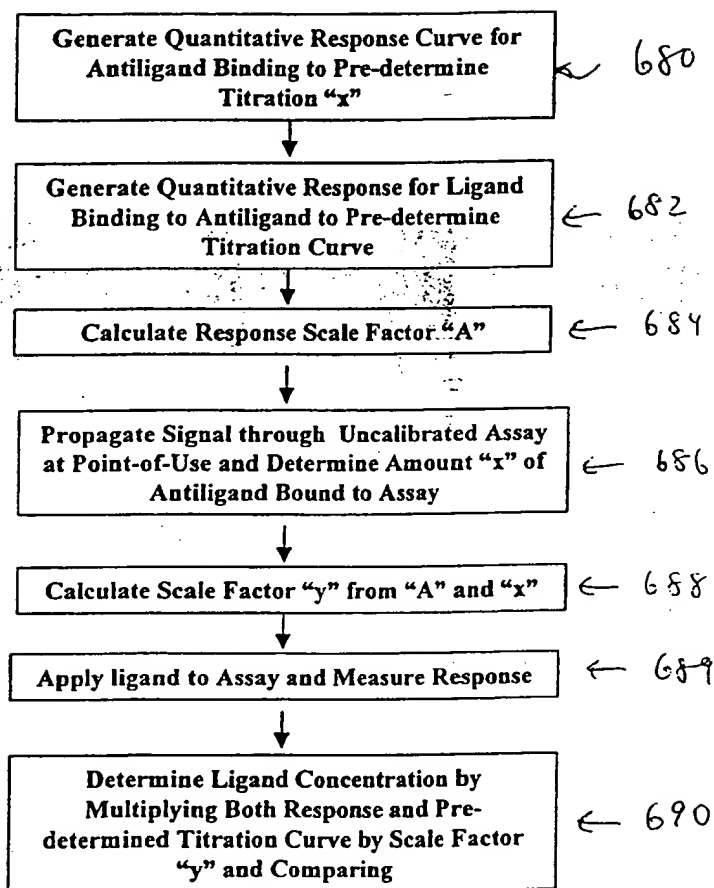 Generate Quantitative Response Curve for
Antiligand Binding to Pre-determine
Titration “x”
680
Generate Quantitative Response for Ligand
Binding to Antiligand to Pre-determine
Titration Curve
682
Calculate Response Scale Factor “A”
684
Propagate Signal through Uncalibrated Assay
at Point-of-Use and Determine Amount “x” of
Antiligand Bound to Assay
686
Calculate Scale Factor “y” from “A” and “x”
688
Apply ligand to Assay and Measure Response
689
Determine Ligand Concentration by
Multiplying Both Response and Pre-
determined Titration Curve by Scale Factor
“y” and Comparing
690